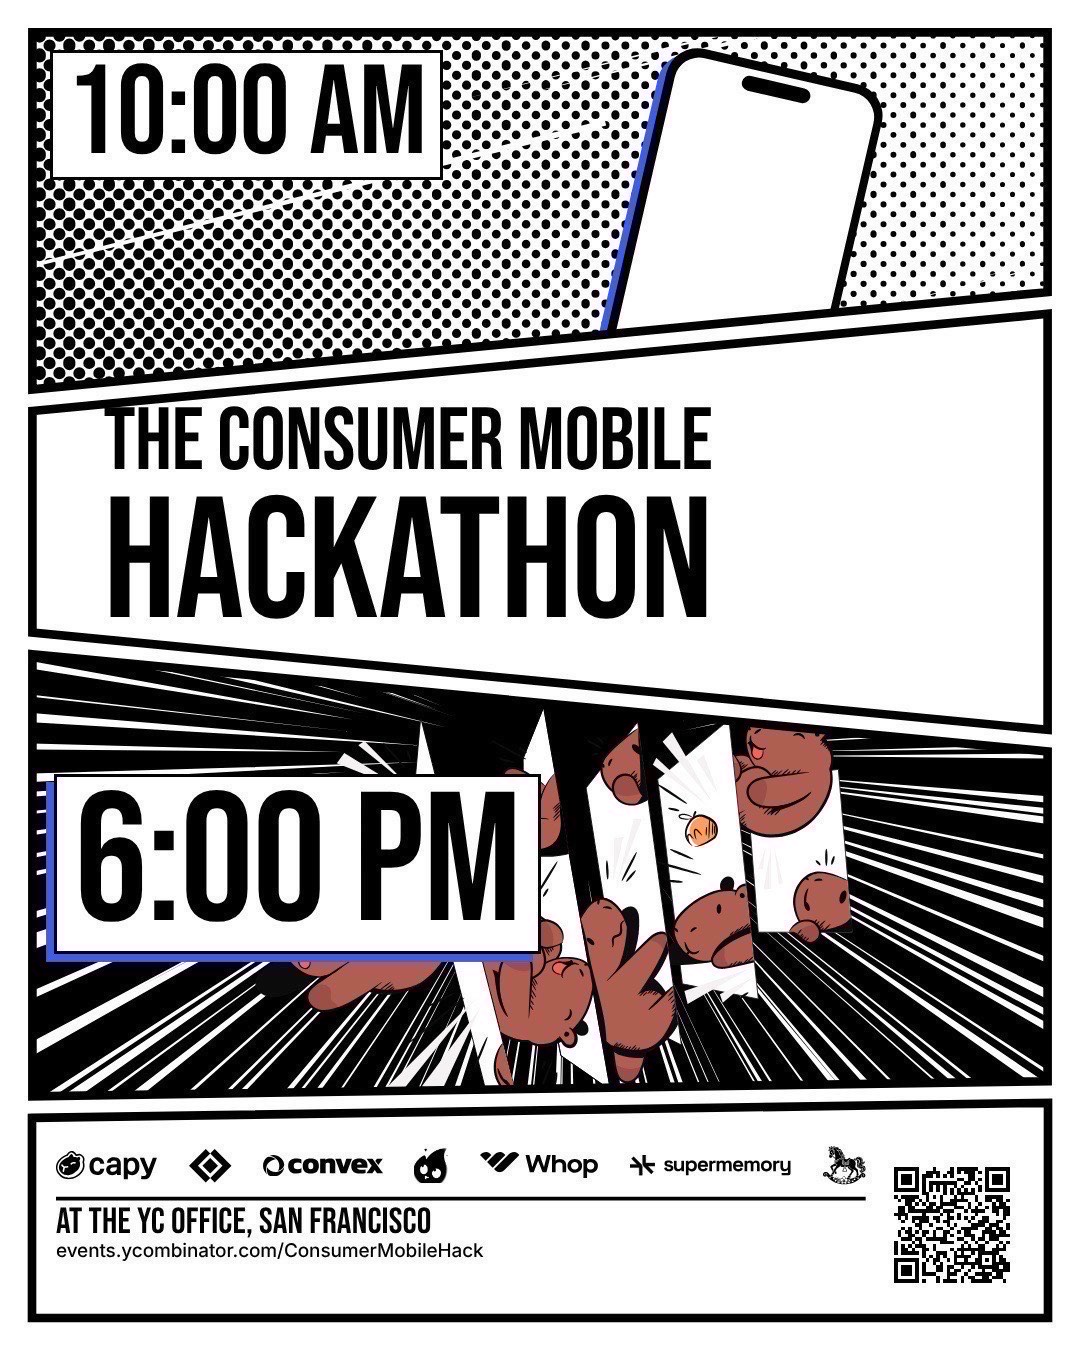 10:00 AM
THE CONSUMER MOBILE
HACKATHON
6:00 PM
capy
convex
Whop
supermemory
AT THE YC OFFICE, SAN FRANCISCO
events.ycombinator.com/ConsumerMobileHack